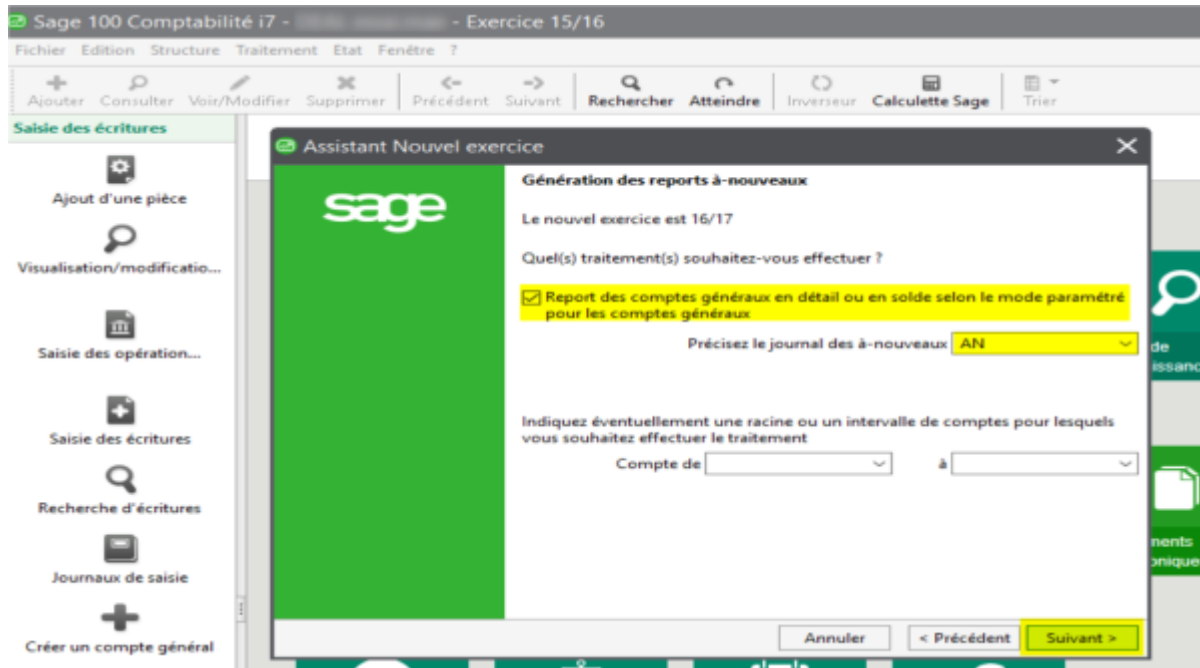 Sage 100 Comptabilité i7 - - Exercice 15/16
Fichier Edition Structure Traitement Etat Fenêtre ?
Ajouter Consulter Voir/Modifier Supprimer Précédent Suivant Rechercher Atteindre Inverseur Calculette Sage Trier
Saisie des écritures
Ajout d'une pièce
Visualisation/modificatio...
Saisie des opération...
Saisie des écritures
Recherche d'écritures
Journaux de saisie
Créer un compte général
Assistant Nouvel exercice
sage
Génération des reports à-nouveaux
Le nouvel exercice est 16/17
Quel(s) traitement(s) souhaitez-vous effectuer ?
Report des comptes généraux en détail ou en solde selon le mode paramétré
pour les comptes généraux
Précisez le journal des à-nouveaux AN
Indiquez éventuellement une racine ou un intervalle de comptes pour lesquels
vous souhaitez effectuer le traitement
Compte de à
Annuler < Précédent Suivant >
de
issanc
ments
onique